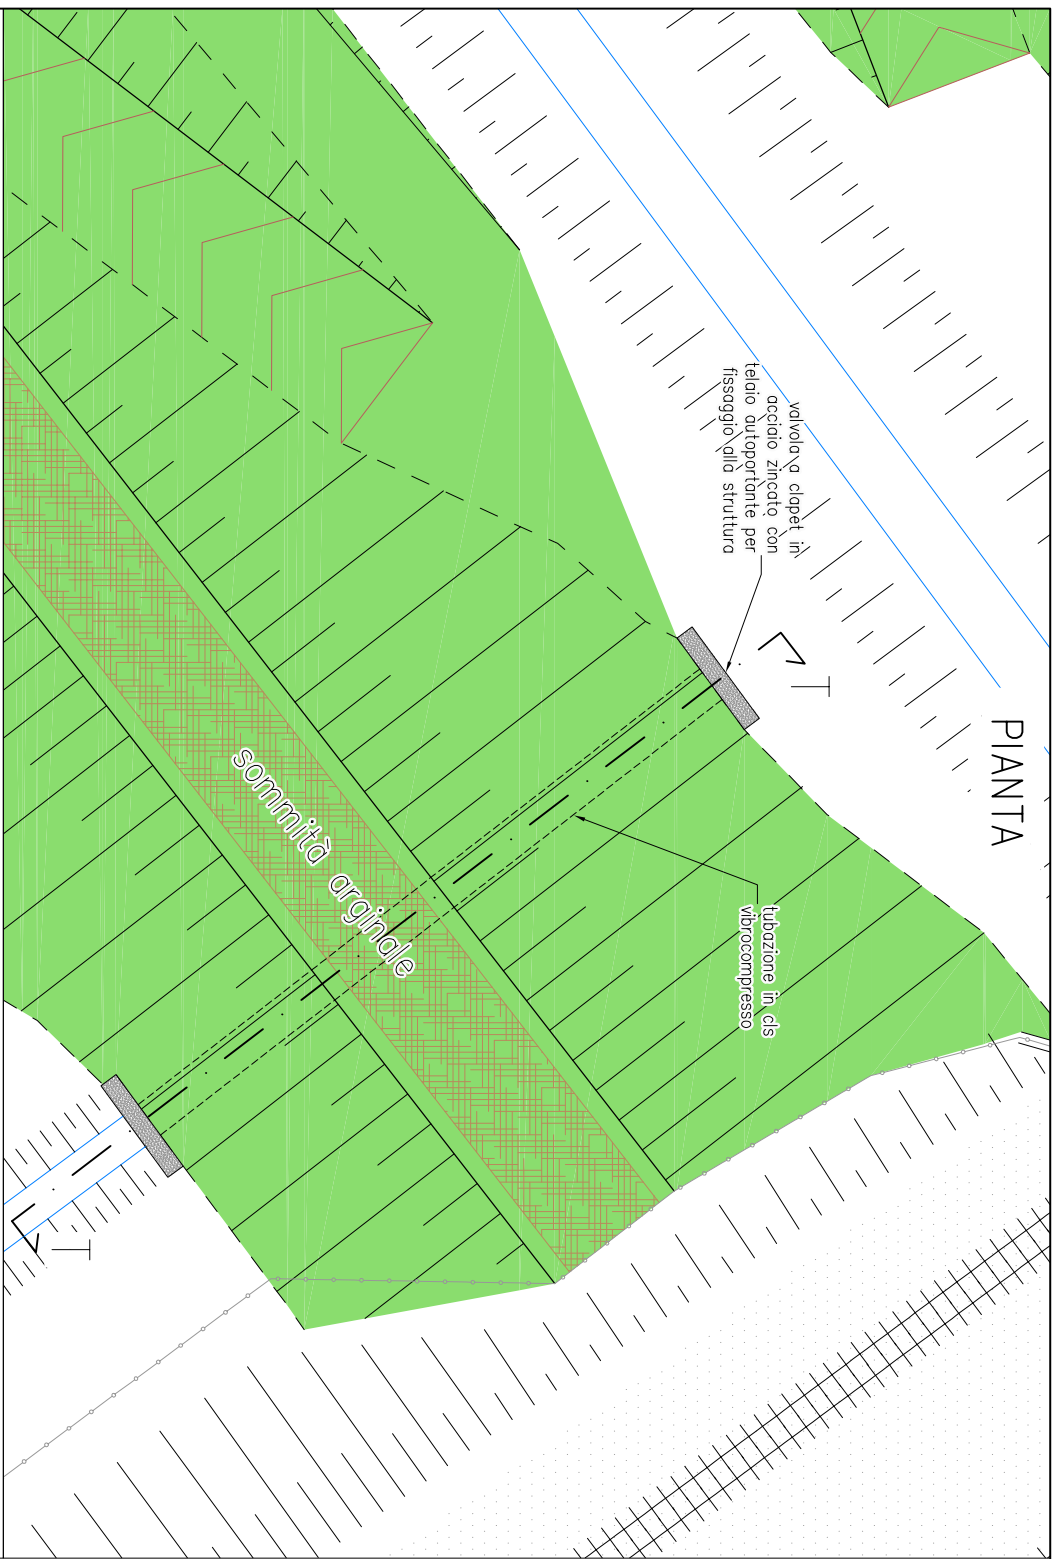 PIANTA
valvola a clapet in
acciaio zincato con
telaio autoportante per
fissaggio alla struttura
tubazione in cls
vibrocompresso
sommità arginale
I
I